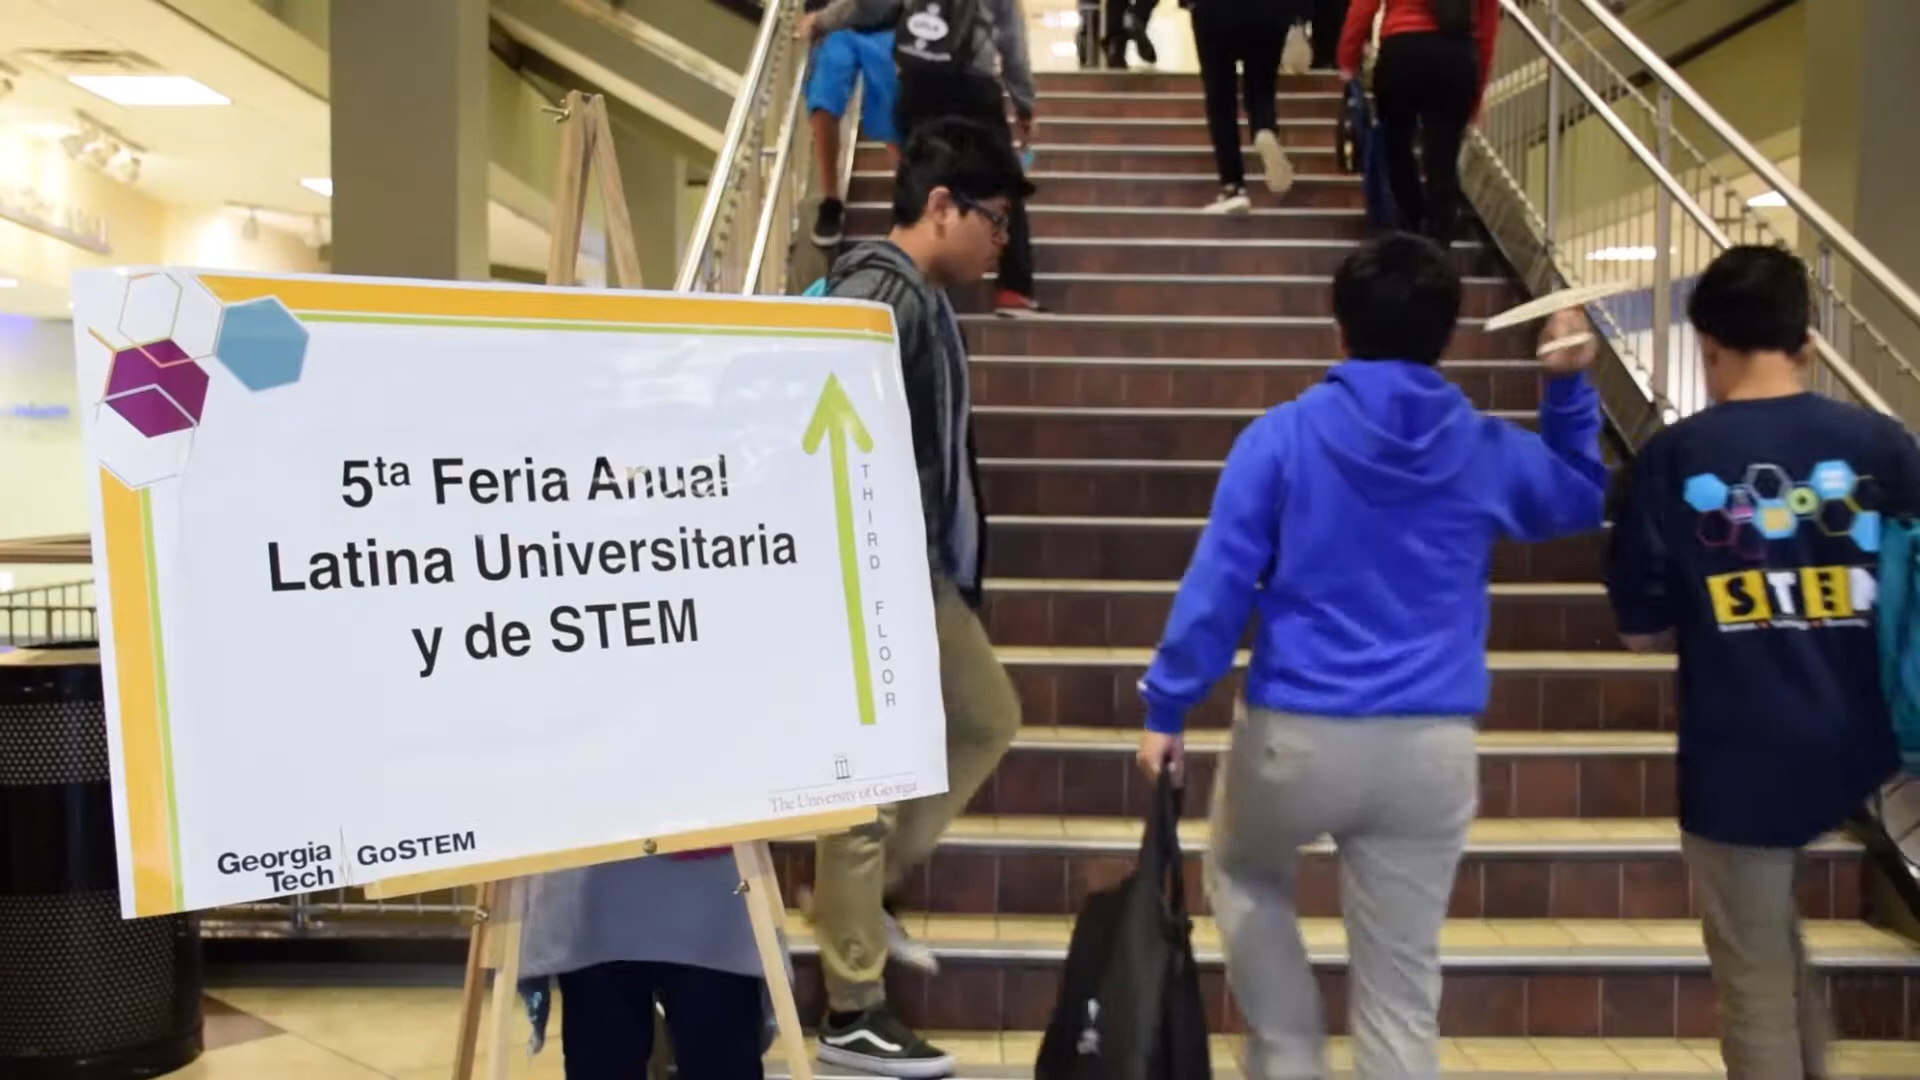 5ta Feria Anual
Latina Universitaria
y de STEM
THIRD FLOOR
The University of Georgia
Georgia
Tech
GoSTEM
STEM